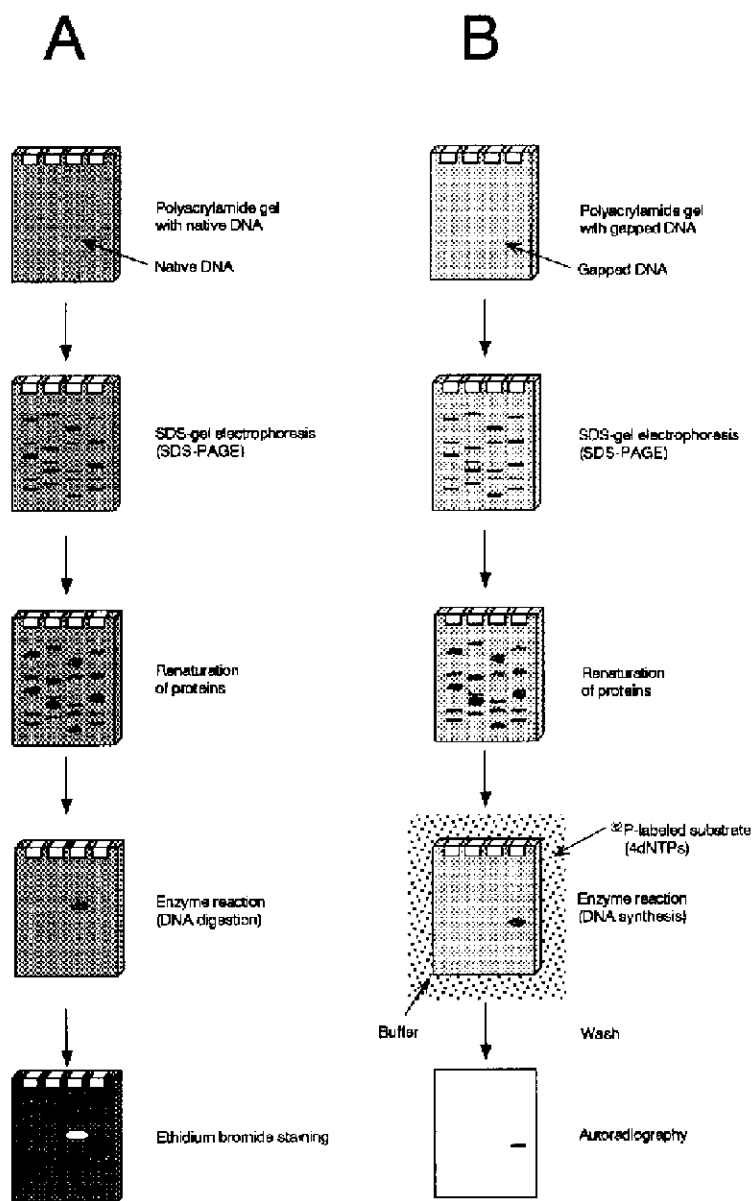 A
Polyacrylamide gel
with native DNA
Native DNA
SDS-gel electrophoresis
(SDS-PAGE)
Renaturation
of proteins
Enzyme reaction
(DNA digestion)
Ethidium bromide staining
B
Polyacrylamide gel
with gapped DNA
Gapped DNA
SDS-gel electrophoresis
(SDS-PAGE)
Renaturation
of proteins
³²P-labeled substrate
(4dNTPs)
Enzyme reaction
(DNA synthesis)
Buffer
Wash
Autoradiography